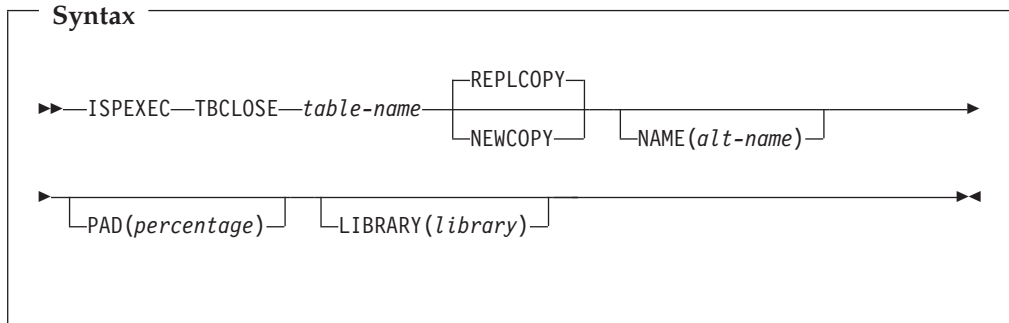 Syntax
REPLCOPY
ISPEXEC TBCLOSE table-name
NEWCOPY NAME(alt-name)
PAD(percentage) LIBRARY(library)